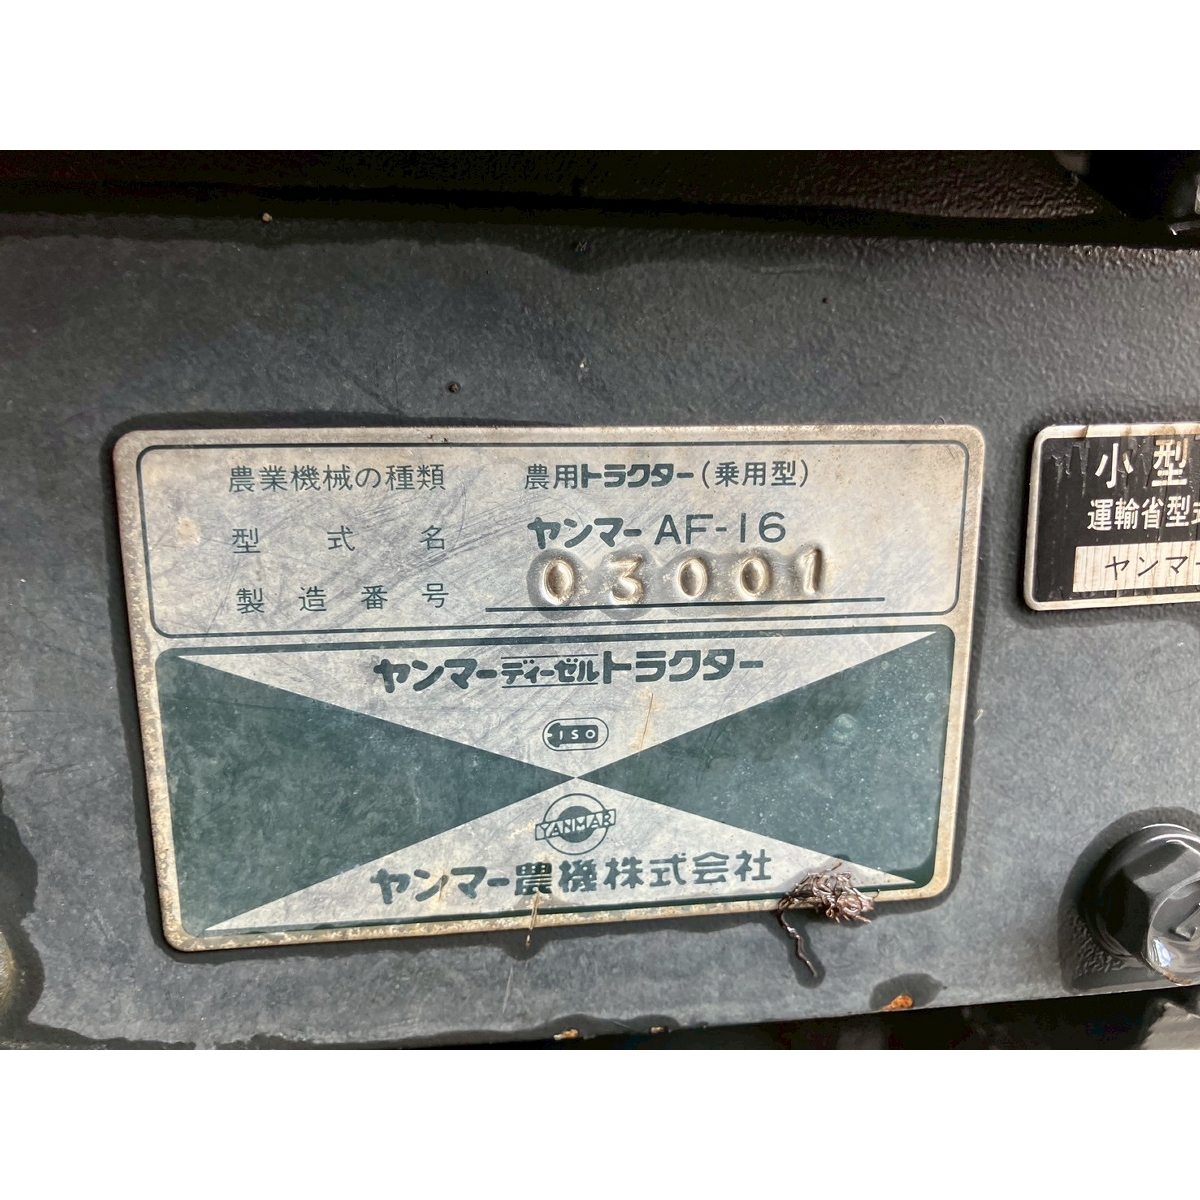 農業機械の種類 農用トラクター(乗用型)
型式名 ヤンマー AF-16
製造番号 03001
ヤンマーディーゼルトラクター
ISO
YANMAR
ヤンマー農機株式会社
小型
運輸省型式
ヤンマー